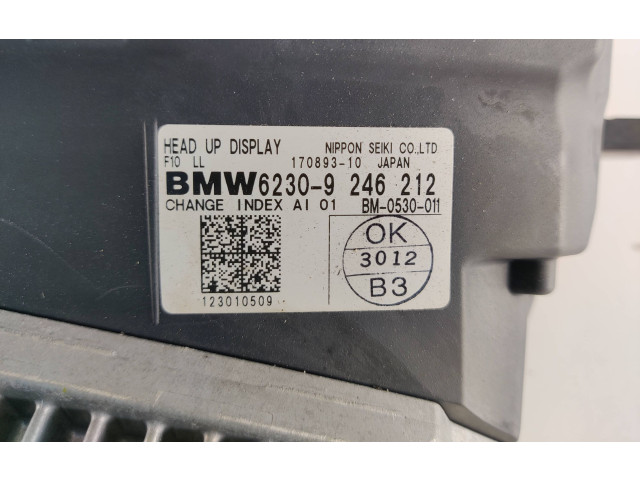 HEAD UP DISPLAY NIPPON SEIKI CO.,LTD
F10 LL 170893-10 JAPAN
BMW6230-9 246 212
CHANGE INDEX AI 01 BM-0530-011
OK
3012
B3
123010509